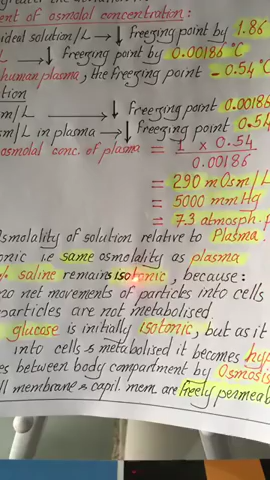 ent of osmolal concentration:
ideal solution/L → ↓ freezing point by 1.86
/L → ↓ freezing point by 0.00186 °C
human plasma, the freezing point - 0.54 °C
tion
m/L → ↓ freezing point 0.00186
sm/L in plasma → ↓ freezing point 0.54
osmolal conc. of plasma = 1 x 0.54
0.00186
= 290 mOsm/L
= 5000 mmHg
= 7.3 atmosph. p
Osmolality of solution relative to Plasma.
onic i.e same osmolality as plasma
% saline remains isotonic, because:
no net movements of particles into cells
particles are not metabolised
glucose is initially isotonic, but as it
into cells & metabolised it becomes hyp
es between body compartment by Osmosis
ll membrane & capil. mem are freely permeab